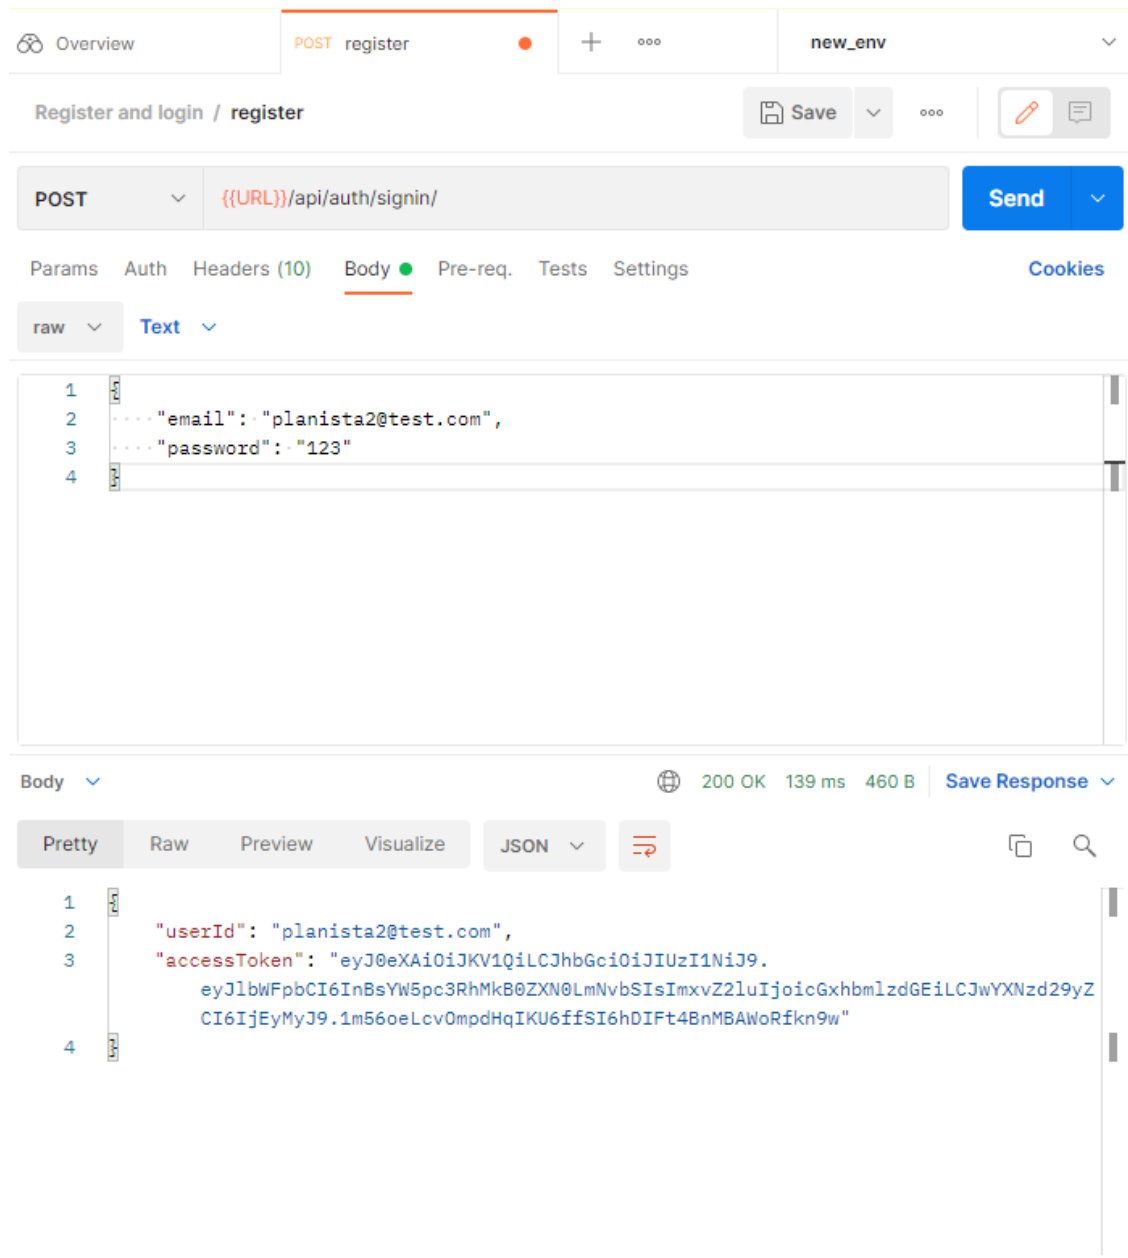 Overview POST register new_env
Register and login / register Save
POST {{URL}}/api/auth/signin/ Send
Params Auth Headers (10) Body Pre-req. Tests Settings Cookies
raw Text
1 {
2 "email": "planista2@test.com",
3 "password": "123"
4 }
Body 200 OK 139 ms 460 B Save Response
Pretty Raw Preview Visualize JSON
1 {
2 "userId": "planista2@test.com",
3 "accessToken": "eyJ0eXAiOiJKV1QiLCJhbGciOiJIUzI1NiJ9.
eyJlbWFpbCI6InBsYW5pc3RhMkB0ZXN0LmNvbSIsImxvZ2luIjoicGxhbmlzdGEiLCJwYXNzd29yZ
CI6IjEyMyJ9.1m56oeLcvOmpdHqIKU6ffSI6hDIFt4BnMBAWoRfkn9w"
4 }